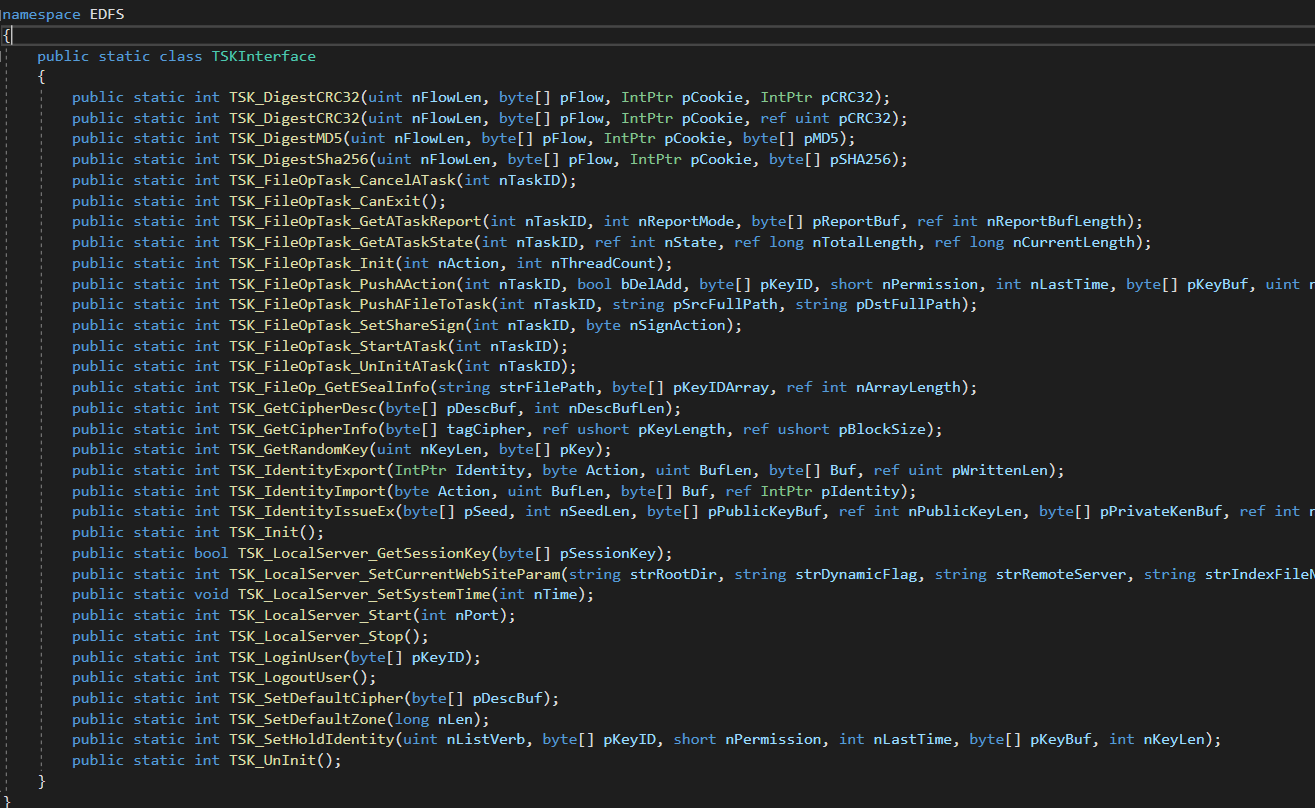 namespace EDFS
{
public static class TSKInterface
{
public static int TSK_DigestCRC32(uint nFlowLen, byte[] pFlow, IntPtr pCookie, IntPtr pCRC32);
public static int TSK_DigestCRC32(uint nFlowLen, byte[] pFlow, IntPtr pCookie, ref uint pCRC32);
public static int TSK_DigestMD5(uint nFlowLen, byte[] pFlow, IntPtr pCookie, byte[] pMD5);
public static int TSK_DigestSha256(uint nFlowLen, byte[] pFlow, IntPtr pCookie, byte[] pSHA256);
public static int TSK_FileOpTask_CancelATask(int nTaskID);
public static int TSK_FileOpTask_CanExit();
public static int TSK_FileOpTask_GetATaskReport(int nTaskID, int nReportMode, byte[] pReportBuf, ref int nReportBufLength);
public static int TSK_FileOpTask_GetATaskState(int nTaskID, ref int nState, ref long nTotalLength, ref long nCurrentLength);
public static int TSK_FileOpTask_Init(int nAction, int nThreadCount);
public static int TSK_FileOpTask_PushAAction(int nTaskID, bool bDelAdd, byte[] pKeyID, short nPermission, int nLastTime, byte[] pKeyBuf, uint n
public static int TSK_FileOpTask_PushAFileToTask(int nTaskID, string pSrcFullPath, string pDstFullPath);
public static int TSK_FileOpTask_SetShareSign(int nTaskID, byte nSignAction);
public static int TSK_FileOpTask_StartATask(int nTaskID);
public static int TSK_FileOpTask_UnInitATask(int nTaskID);
public static int TSK_FileOp_GetESealInfo(string strFilePath, byte[] pKeyIDArray, ref int nArrayLength);
public static int TSK_GetCipherDesc(byte[] pDescBuf, int nDescBufLen);
public static int TSK_GetCipherInfo(byte[] tagCipher, ref ushort pKeyLength, ref ushort pBlockSize);
public static int TSK_GetRandomKey(uint nKeyLen, byte[] pKey);
public static int TSK_IdentityExport(IntPtr Identity, byte Action, uint BufLen, byte[] Buf, ref uint pWrittenLen);
public static int TSK_IdentityImport(byte Action, uint BufLen, byte[] Buf, ref IntPtr pIdentity);
public static int TSK_IdentityIssueEx(byte[] pSeed, int nSeedLen, byte[] pPublicKeyBuf, ref int nPublicKeyLen, byte[] pPrivateKenBuf, ref int n
public static int TSK_Init();
public static bool TSK_LocalServer_GetSessionKey(byte[] pSessionKey);
public static int TSK_LocalServer_SetCurrentWebSiteParam(string strRootDir, string strDynamicFlag, string strRemoteServer, string strIndexFileN
public static void TSK_LocalServer_SetSystemTime(int nTime);
public static int TSK_LocalServer_Start(int nPort);
public static int TSK_LocalServer_Stop();
public static int TSK_LoginUser(byte[] pKeyID);
public static int TSK_LogoutUser();
public static int TSK_SetDefaultCipher(byte[] pDescBuf);
public static int TSK_SetDefaultZone(long nLen);
public static int TSK_SetHoldIdentity(uint nListVerb, byte[] pKeyID, short nPermission, int nLastTime, byte[] pKeyBuf, int nKeyLen);
public static int TSK_UnInit();
}
}